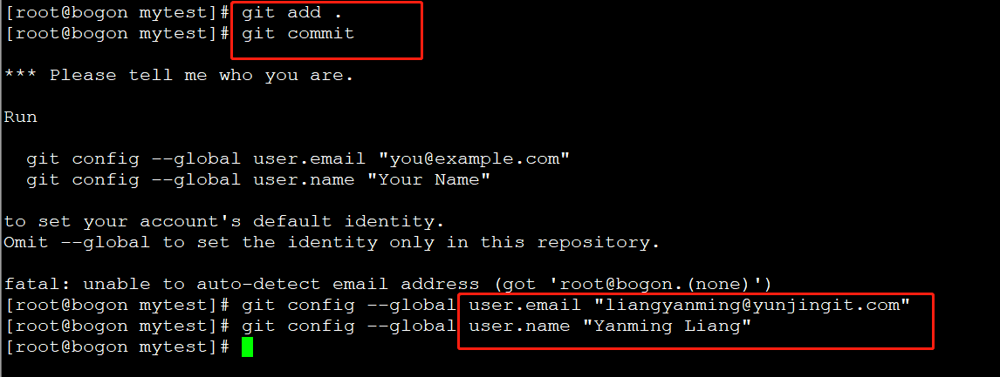 [root@bogon mytest]# git add .
[root@bogon mytest]# git commit
*** Please tell me who you are.
Run
git config --global user.email "you@example.com"
git config --global user.name "Your Name"
to set your account's default identity.
Omit --global to set the identity only in this repository.
fatal: unable to auto-detect email address (got 'root@bogon.(none)')
[root@bogon mytest]# git config --global user.email "liangyanming@yunjingit.com"
[root@bogon mytest]# git config --global user.name "Yanming Liang"
[root@bogon mytest]#